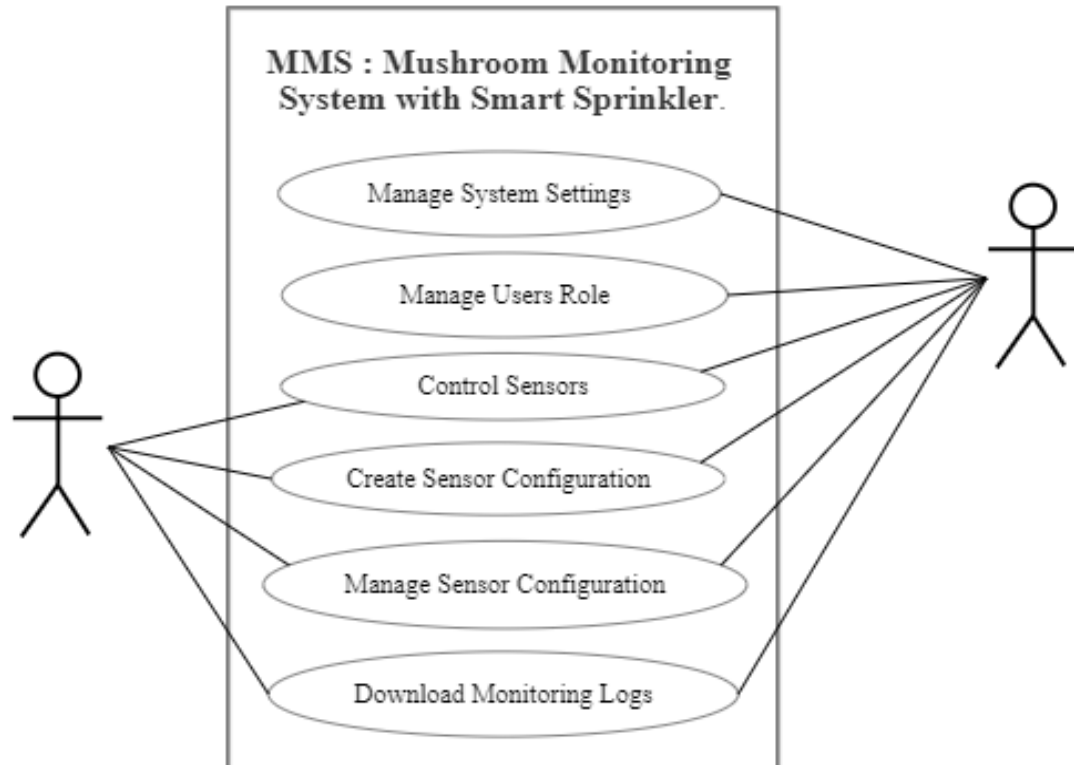 MMS : Mushroom Monitoring
System with Smart Sprinkler.
Manage System Settings
Manage Users Role
Control Sensors
Create Sensor Configuration
Manage Sensor Configuration
Download Monitoring Logs